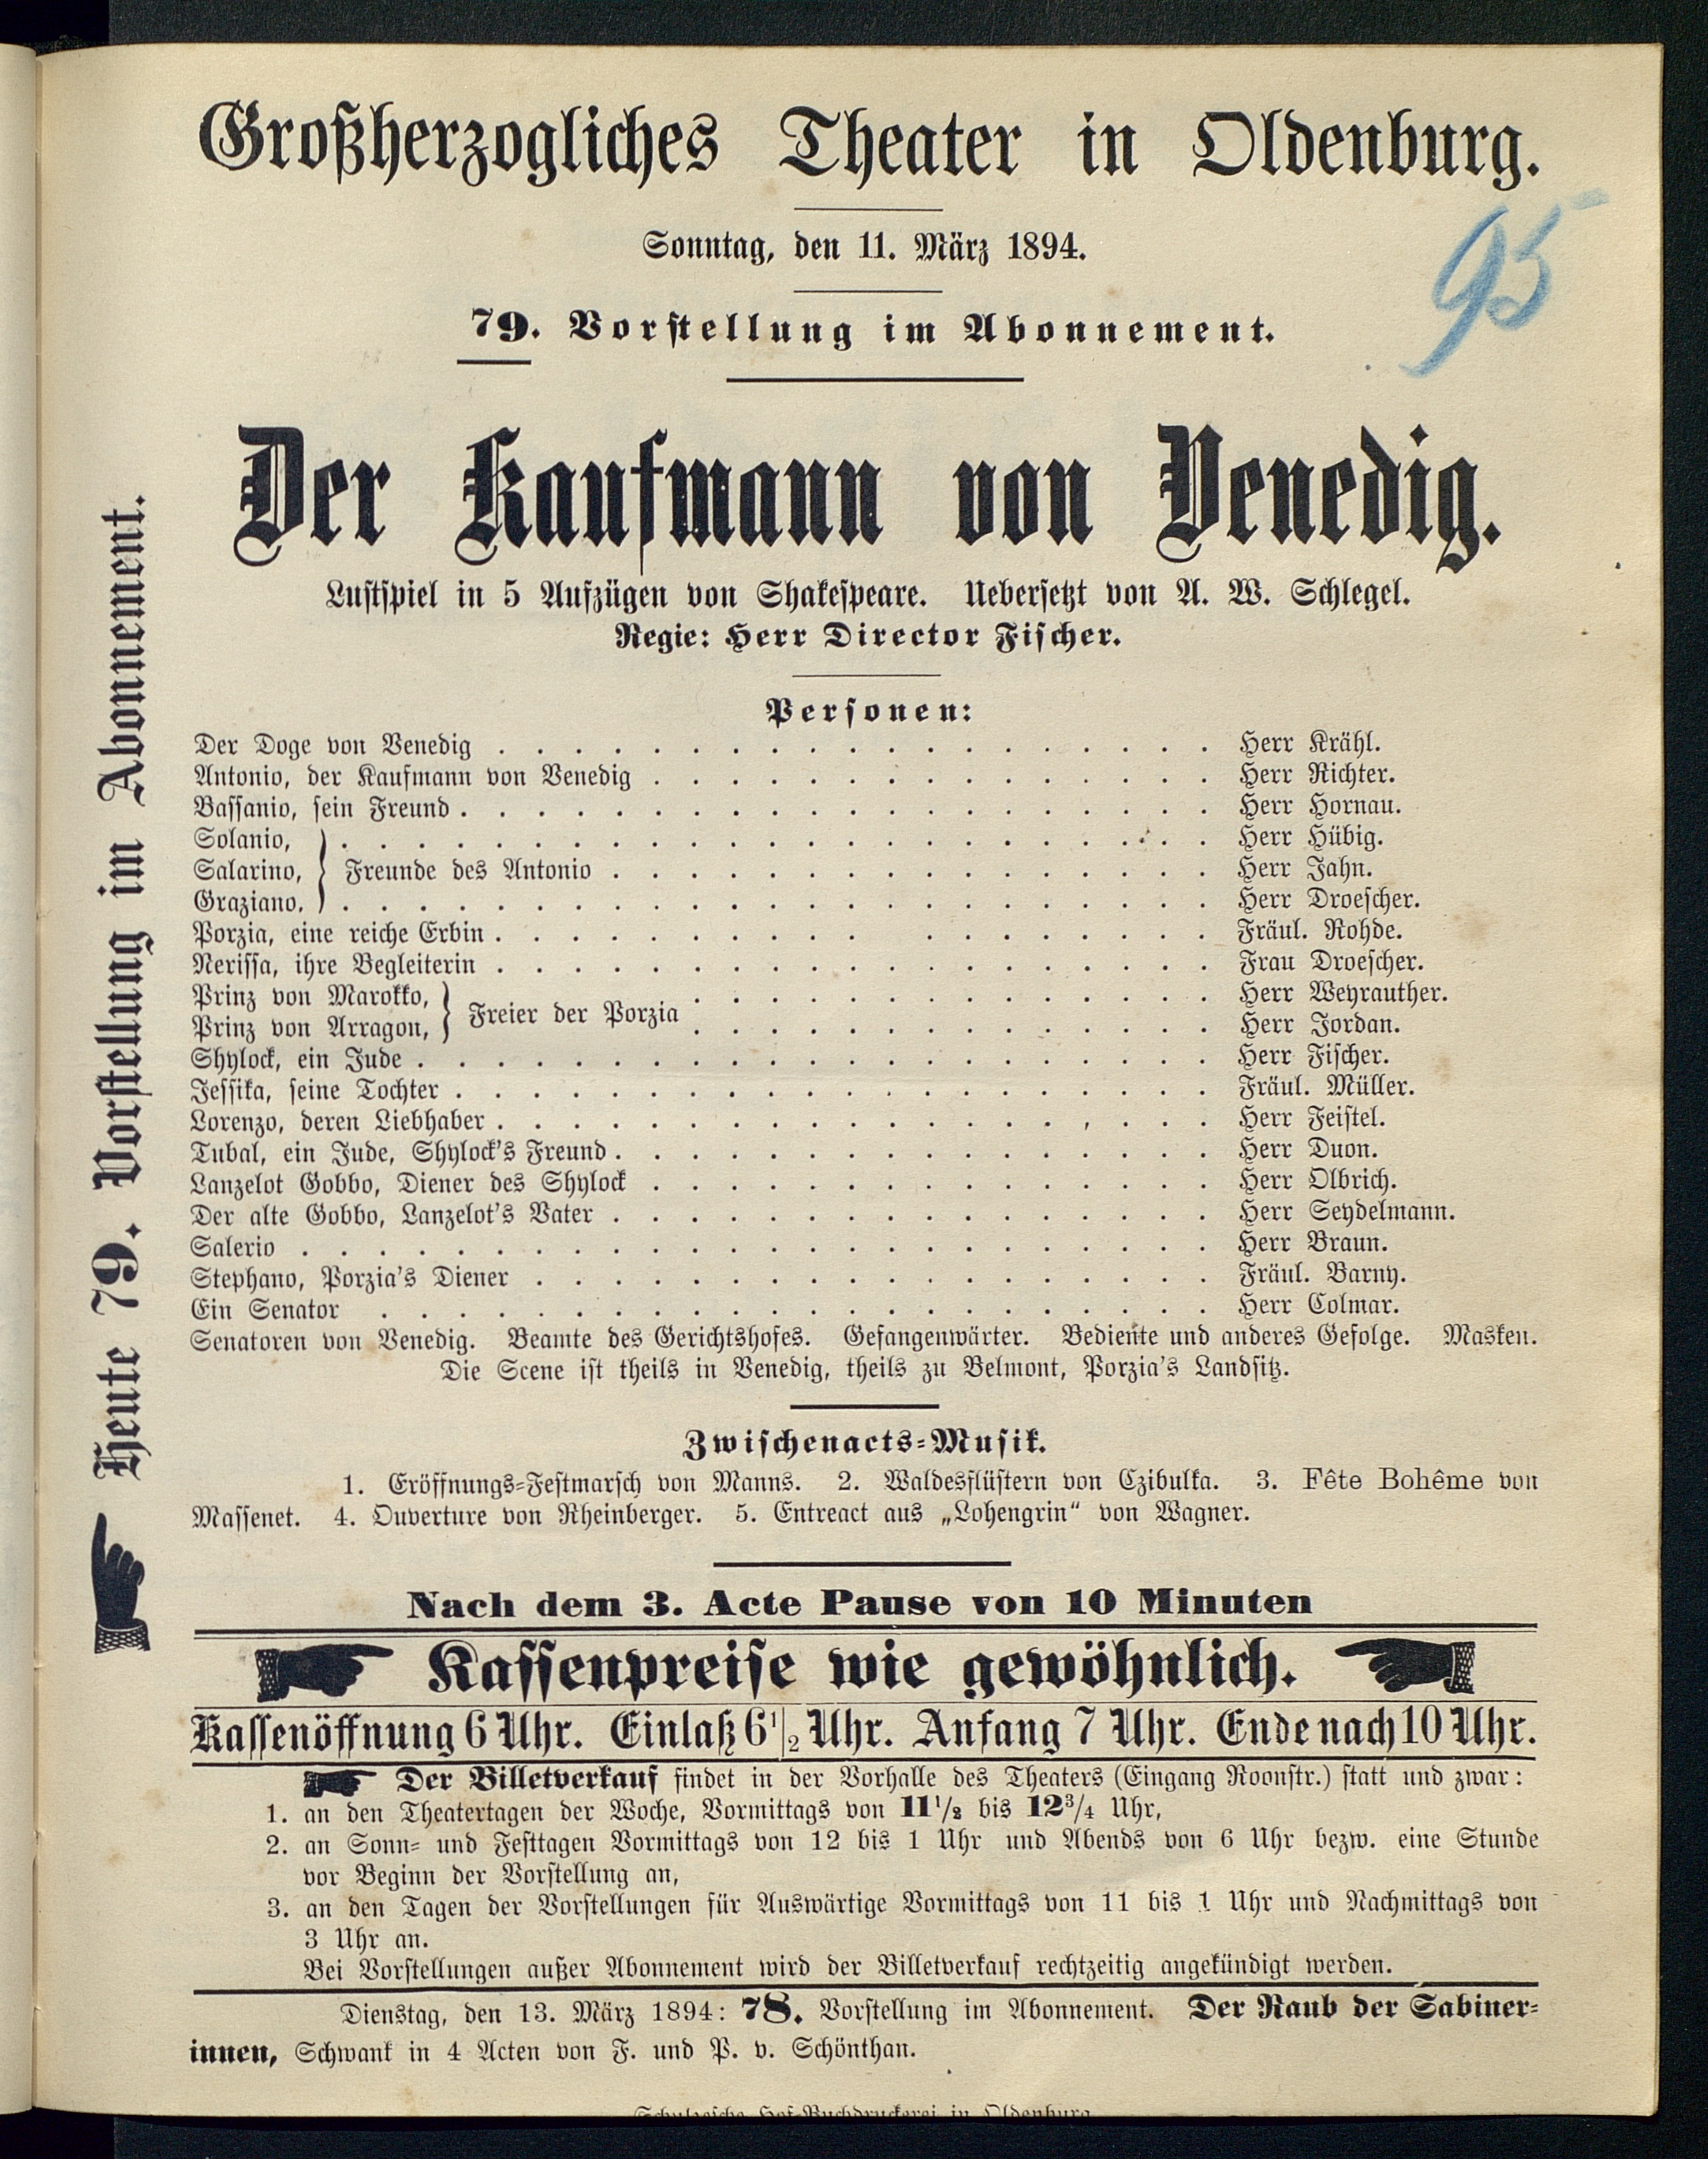 Großherzogliches Theater in Oldenburg.
Sonntag, den 11. März 1894.
95
79. Vorstellung im Abonnement.
Der Kaufmann von Venedig.
Lustspiel in 5 Aufzügen von Shakespeare. Uebersetzt von A. W. Schlegel.
Regie: Herr Director Fischer.
Personen:
Der Doge von Venedig . . . . . Herr Krähl.
Antonio, der Kaufmann von Venedig . . . . . Herr Richter.
Bassanio, sein Freund . . . . . Herr Hornau.
Solanio, . . . . . Herr Hübig.
Salarino, } Freunde des Antonio . . . . . Herr Jahn.
Graziano, . . . . . Herr Droescher.
Porzia, eine reiche Erbin . . . . . Fräul. Rohde.
Nerissa, ihre Begleiterin . . . . . Frau Droescher.
Prinz von Marokko, } Freier der Porzia . . . . . Herr Weyrauther.
Prinz von Arragon, . . . . . Herr Jordan.
Shylock, ein Jude . . . . . Herr Fischer.
Jessika, seine Tochter . . . . . Fräul. Müller.
Lorenzo, deren Liebhaber . . . . . Herr Feistel.
Tubal, ein Jude, Shylock's Freund . . . . . Herr Duon.
Lanzelot Gobbo, Diener des Shylock . . . . . Herr Olbrich.
Der alte Gobbo, Lanzelot's Vater . . . . . Herr Seydelmann.
Salerio . . . . . Herr Braun.
Stephano, Porzia's Diener . . . . . Fräul. Barny.
Ein Senator . . . . . Herr Colmar.
Senatoren von Venedig. Beamte des Gerichtshofes. Gefangenwärter. Bediente und anderes Gefolge. Masken.
Die Scene ist theils in Venedig, theils zu Belmont, Porzia's Landsitz.
Zwischenacts-Musik.
1. Eröffnungs-Festmarsch von Manns. 2. Waldesflüstern von Czibulka. 3. Fête Bohême von
Massenet. 4. Ouverture von Rheinberger. 5. Entreact aus „Lohengrin“ von Wagner.
Nach dem 3. Acte Pause von 10 Minuten
Kassenpreise wie gewöhnlich.
Kassenöffnung 6 Uhr. Einlaß 6 1/2 Uhr. Anfang 7 Uhr. Ende nach 10 Uhr.
Der Billetverkauf findet in der Vorhalle des Theaters (Eingang Roonstr.) statt und zwar:
1. an den Theatertagen der Woche, Vormittags von 11 1/2 bis 12 3/4 Uhr,
2. an Sonn- und Festtagen Vormittags von 12 bis 1 Uhr und Abends von 6 Uhr bezw. eine Stunde
vor Beginn der Vorstellung an,
3. an den Tagen der Vorstellungen für Auswärtige Vormittags von 11 bis 1 Uhr und Nachmittags von
3 Uhr an.
Bei Vorstellungen außer Abonnement wird der Billetverkauf rechtzeitig angekündigt werden.
Dienstag, den 13. März 1894: 78. Vorstellung im Abonnement. Der Raub der Sabiner-
innen, Schwank in 4 Acten von F. und P. v. Schönthan.
Schulzesche Hof-Buchdruckerei in Oldenburg
Heute 79. Vorstellung im Abonnement.